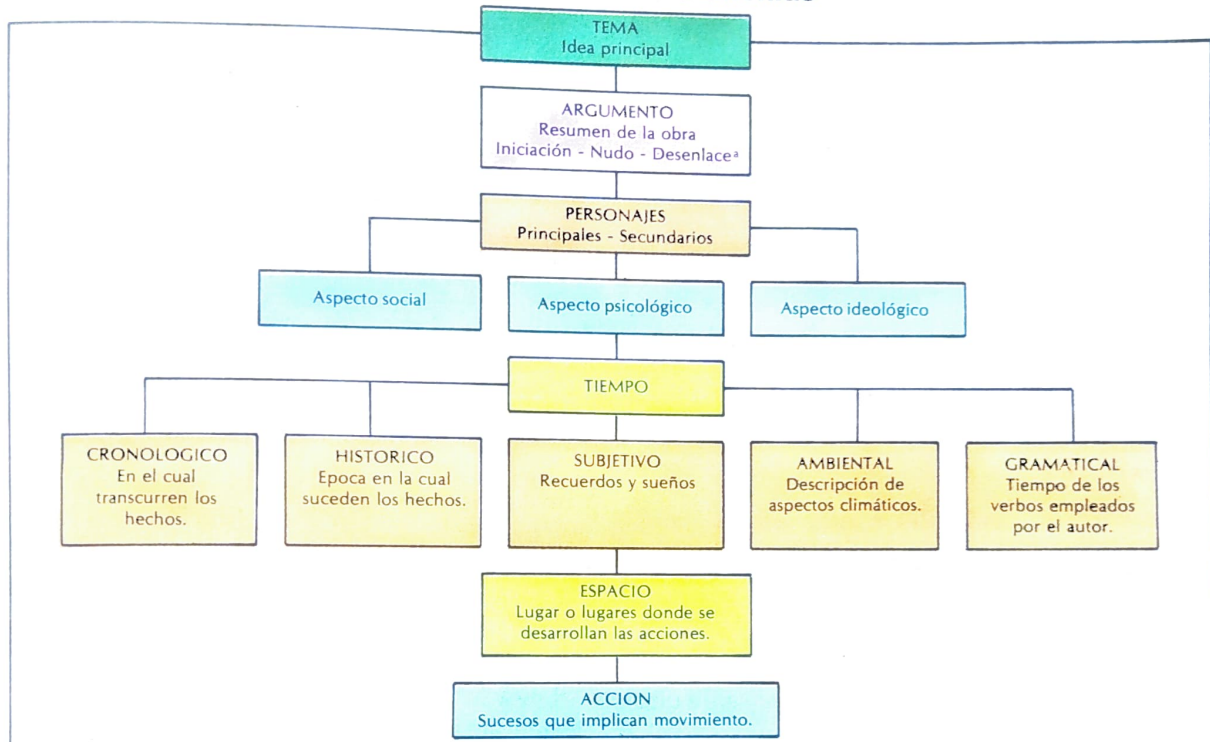 TEMA
Idea principal
ARGUMENTO
Resumen de la obra
Iniciación - Nudo - Desenlaceª
PERSONAJES
Principales - Secundarios
Aspecto social
Aspecto psicológico
Aspecto ideológico
TIEMPO
CRONOLOGICO
En el cual
transcurren los
hechos.
HISTORICO
Epoca en la cual
suceden los hechos.
SUBJETIVO
Recuerdos y sueños
AMBIENTAL
Descripción de
aspectos climáticos.
GRAMATICAL
Tiempo de los
verbos empleados
por el autor.
ESPACIO
Lugar o lugares donde se
desarrollan las acciones.
ACCION
Sucesos que implican movimiento.